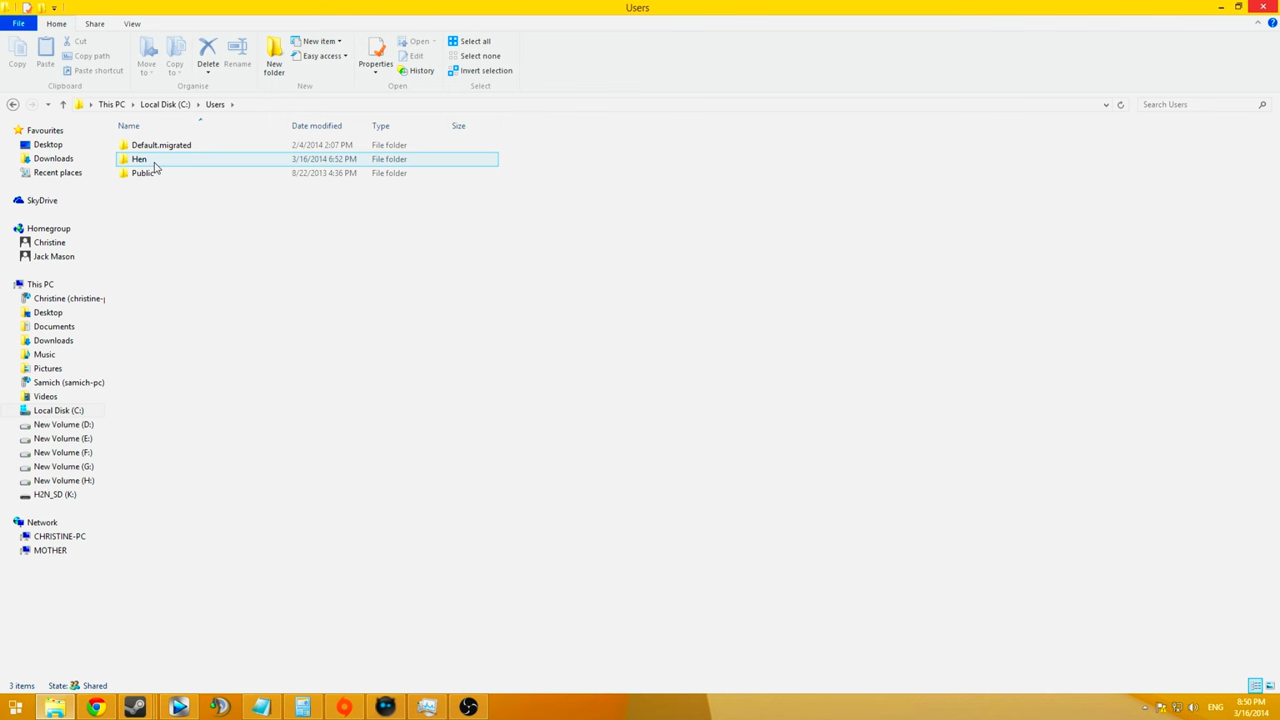 Users
File Home Share View
Copy
Paste
Cut
Copy path
Paste shortcut
Clipboard
Move to
Copy to
Delete
Rename
Organise
New folder
New item
Easy access
New
Properties
Open
Edit
History
Open
Select all
Select none
Invert selection
Select
This PC Local Disk (C:) Users
Search Users
Name Date modified Type Size
Default.migrated 2/4/2014 2:07 PM File folder
Hen 3/16/2014 6:52 PM File folder
Public 8/22/2013 4:36 PM File folder
Favourites
Desktop
Downloads
Recent places
SkyDrive
Homegroup
Christine
Jack Mason
This PC
Christine (christine-p
Desktop
Documents
Downloads
Music
Pictures
Samich (samich-pc)
Videos
Local Disk (C:)
New Volume (D:)
New Volume (E:)
New Volume (F:)
New Volume (G:)
New Volume (H:)
H2N_SD (K:)
Network
CHRISTINE-PC
MOTHER
3 items State: Shared
ENG
8:50 PM
3/16/2014